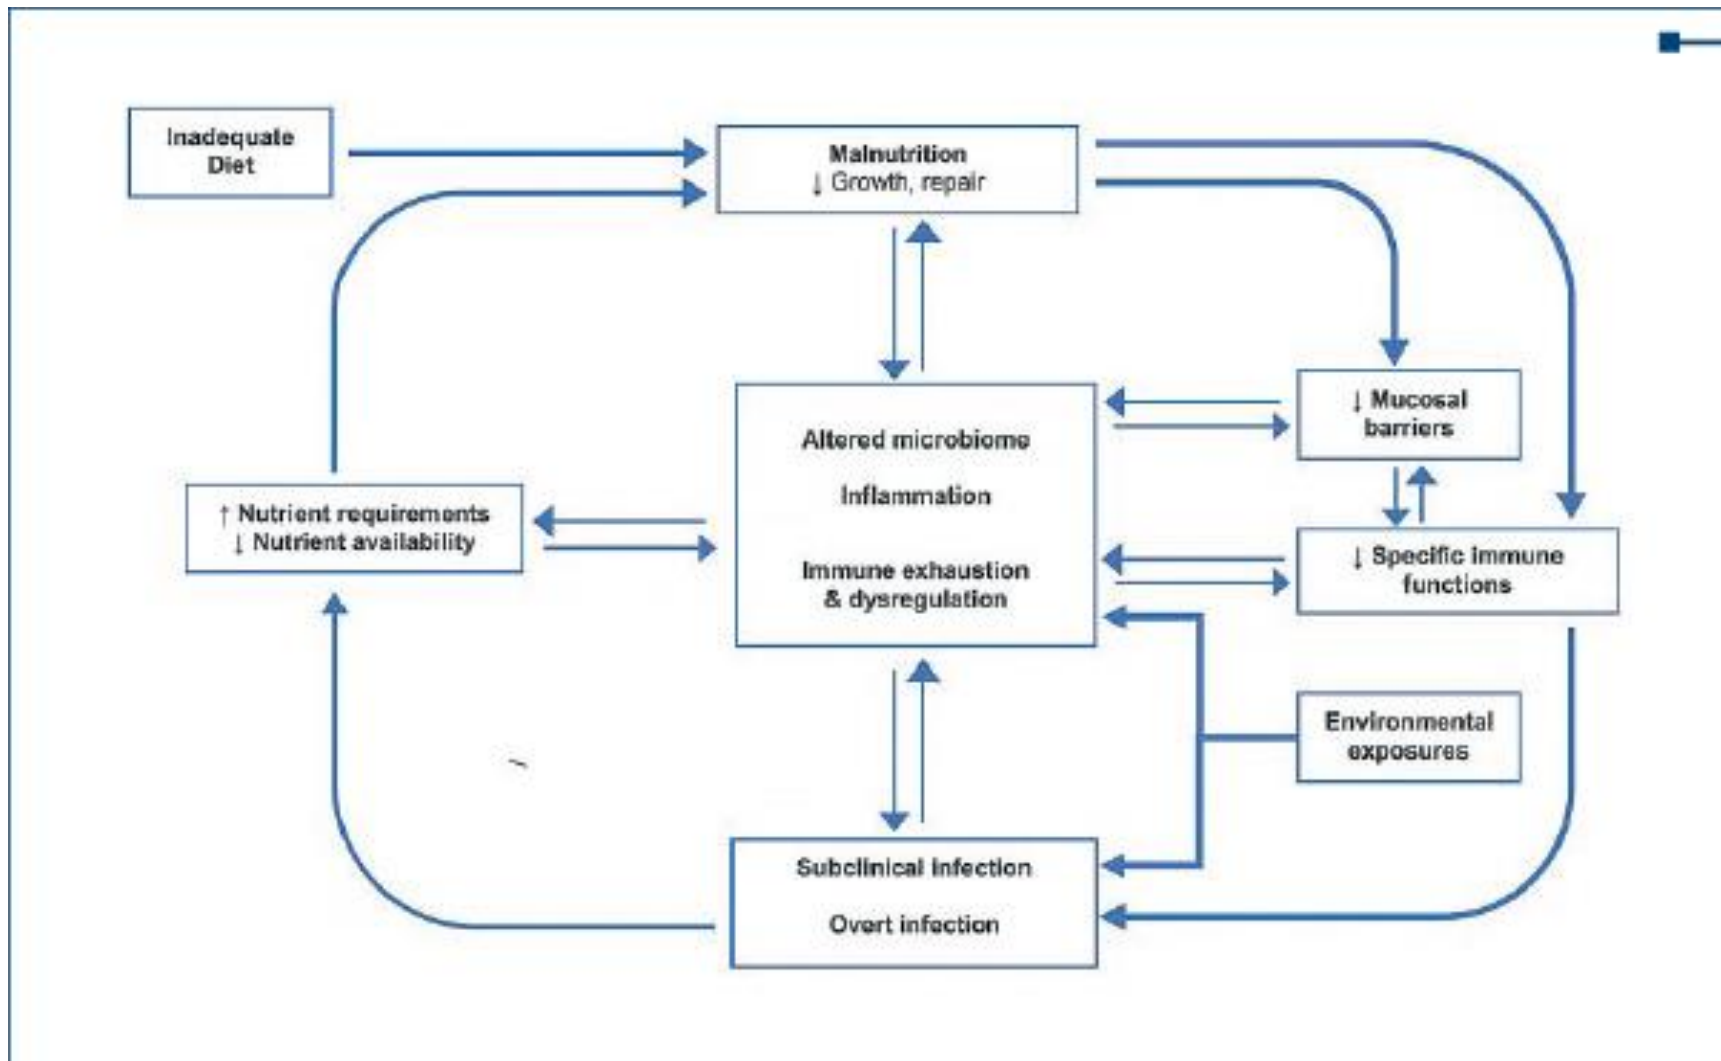 Inadequate
Diet
Malnutrition
↓ Growth, repair
↓ Mucosal
barriers
Altered microbiome
Inflammation
Immune exhaustion
& dysregulation
↑ Nutrient requirements
↓ Nutrient availability
↓ Specific immune
functions
Environmental
exposures
Subclinical infection
Overt infection